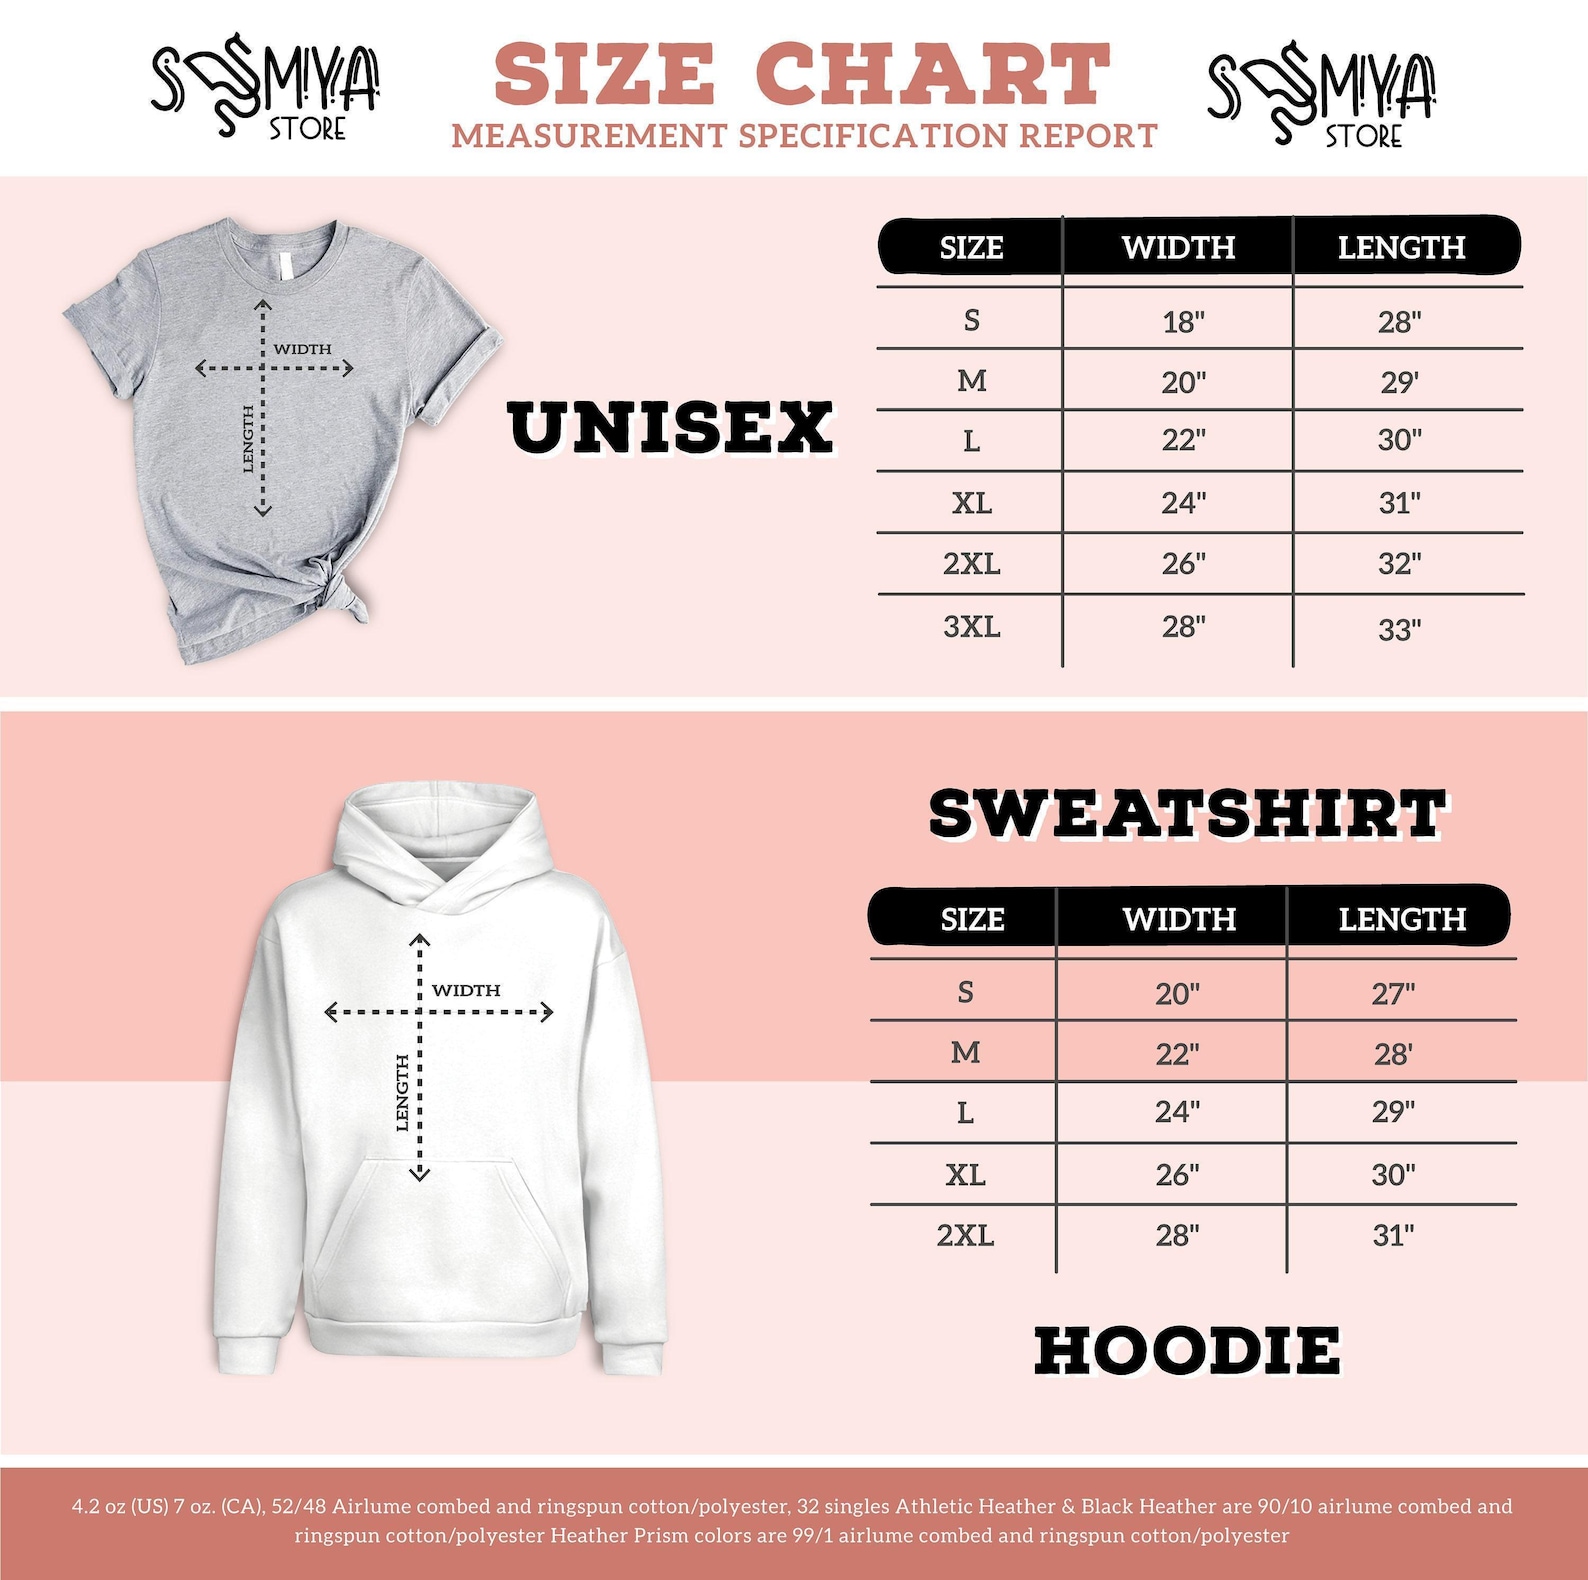 SUMIYA STORE
SIZE CHART
MEASUREMENT SPECIFICATION REPORT
SUMIYA STORE
WIDTH
LENGTH
UNISEX
SIZE WIDTH LENGTH
S 18" 28"
M 20" 29'
L 22" 30"
XL 24" 31"
2XL 26" 32"
3XL 28" 33"
WIDTH
LENGTH
SWEATSHIRT
SIZE WIDTH LENGTH
S 20" 27"
M 22" 28'
L 24" 29"
XL 26" 30"
2XL 28" 31"
HOODIE
4.2 oz (US) 7 oz. (CA), 52/48 Airlume combed and ringspun cotton/polyester, 32 singles Athletic Heather & Black Heather are 90/10 airlume combed and
ringspun cotton/polyester Heather Prism colors are 99/1 airlume combed and ringspun cotton/polyester